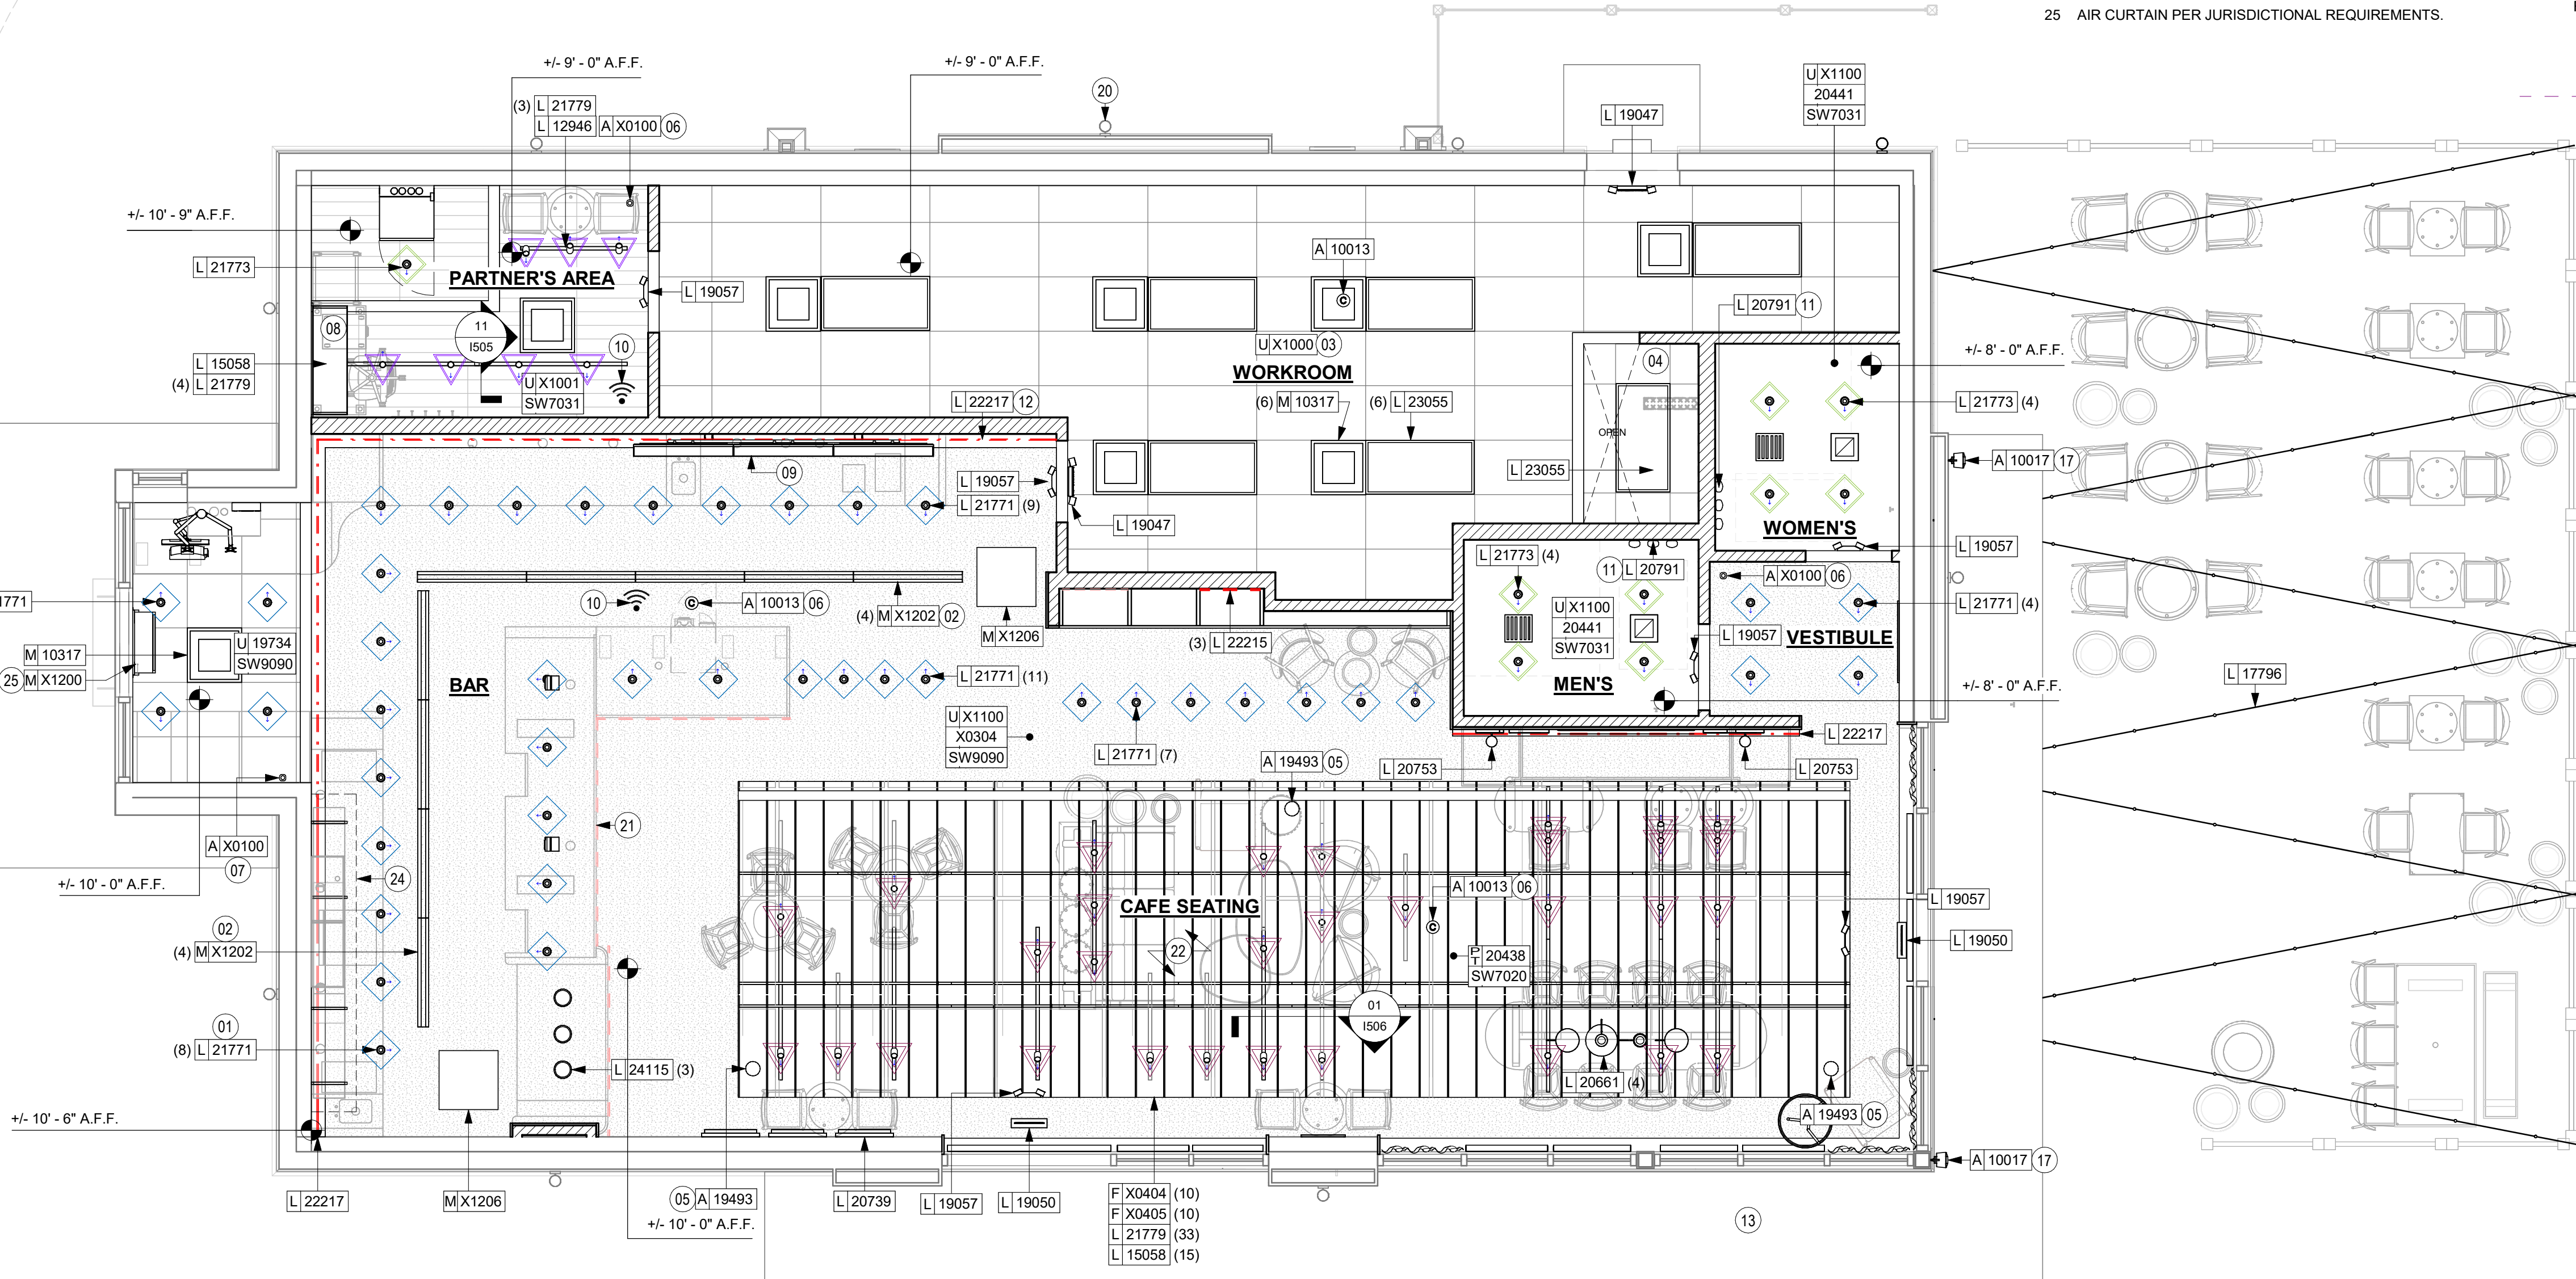 25 AIR CURTAIN PER JURISDICTIONAL REQUIREMENTS.
+/- 9' - 0" A.F.F.
+/- 9' - 0" A.F.F.
20
U X1100
20441
SW7031
(3) L 21779
L 12946
A X0100 06
L 19047
+/- 10' - 9" A.F.F.
L 21773
PARTNER'S AREA
L 19057
A 10013
L 20791 11
08
11
I505
10
U X1000 03
WORKROOM
04
+/- 8' - 0" A.F.F.
L 15058
(4) L 21779
U X1001
SW7031
L 22217 12
(6) M 10317
(6) L 23055
L 21773 (4)
OPEN
09
L 23055
A 10017 17
L 19057
L 21771 (9)
L 19047
WOMEN'S
L 21773 (4)
L 19057
11 L 20791
A X0100 06
1771
10
A 10013 06
(4) M X1202 02
M X1206
(3) L 22215
U X1100
20441
SW7031
L 21771 (4)
L 19057
VESTIBULE
M 10317
U 19734
SW9090
25 M X1200
BAR
L 21771 (11)
MEN'S
+/- 8' - 0" A.F.F.
L 17796
U X1100
X0304
SW9090
L 21771 (7)
L 22217
A 19493 05
L 20753
L 20753
21
A X0100
07
24
+/- 10' - 0" A.F.F.
A 10013 06
CAFE SEATING
L 19057
02
(4) M X1202
22
L 19050
PT 20438
SW7020
01
I506
01
(8) L 21771
L 24115 (3)
L 20661 (4)
+/- 10' - 6" A.F.F.
A 19493 05
A 10017 17
L 22217
M X1206
05 A 19493
L 20739
L 19057
L 19050
+/- 10' - 0" A.F.F.
F X0404 (10)
F X0405 (10)
L 21779 (33)
L 15058 (15)
13